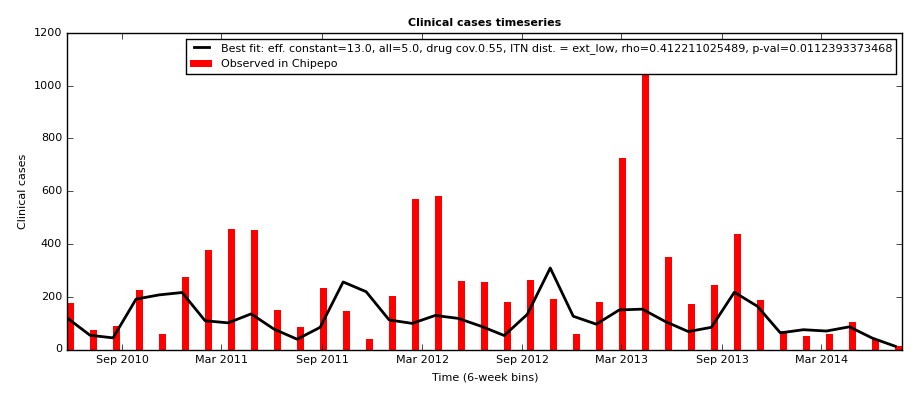 Clinical cases timeseries
Best fit: eff. constant=13.0, all=5.0, drug cov.0.55, ITN dist. = ext_low, rho=0.412211025489, p-val=0.0112393373468
Observed in Chipepo
1200
1000
800
600
400
200
0
Clinical cases
Sep 2010 Mar 2011 Sep 2011 Mar 2012 Sep 2012 Mar 2013 Sep 2013 Mar 2014
Time (6-week bins)